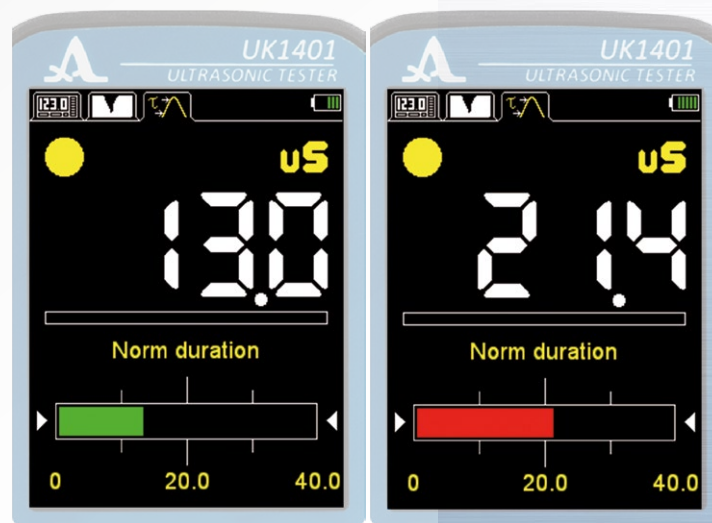 UK1401
ULTRASONIC TESTER
123.0
τ
uS
13.0
Norm duration
0 20.0 40.0
UK1401
ULTRASONIC TESTER
123.0
τ
uS
21.4
Norm duration
0 20.0 40.0